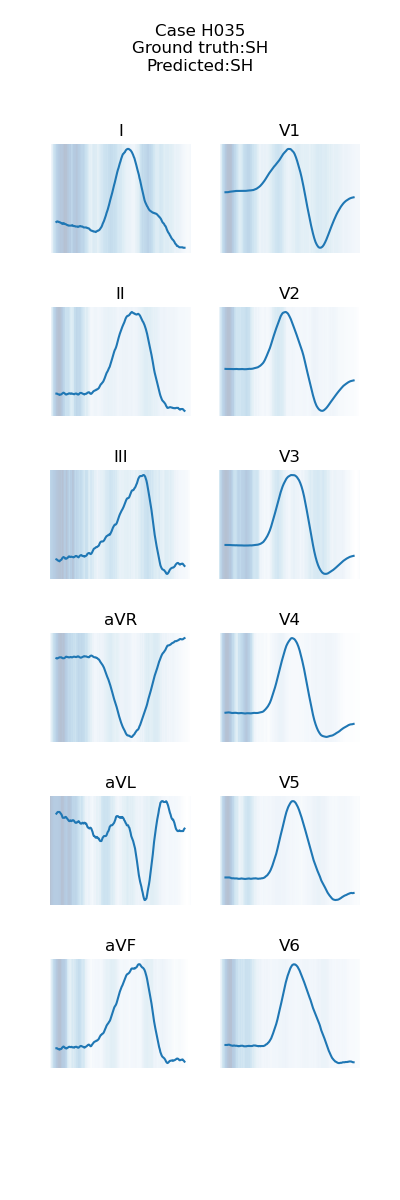 Case H035
Ground truth:SH
Predicted:SH
I
V1
II
V2
III
V3
aVR
V4
aVL
V5
aVF
V6